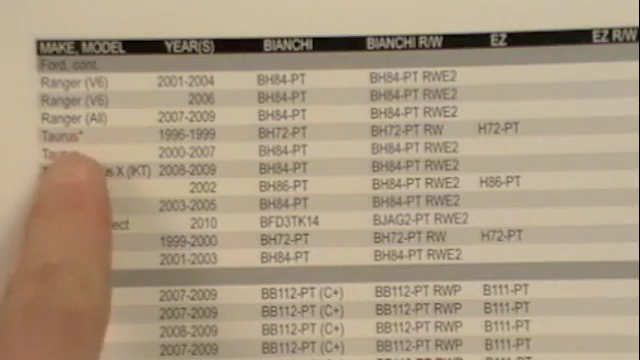 MAKE, MODEL YEAR(S) BIANCHI BIANCHI R/W EZ EZ R/W
Ford, cont.
Ranger (V6) 2001-2004 BH84-PT BH84-PT RWE2
Ranger (V6) 2006 BH84-PT BH84-PT RWE2
Ranger (All) 2007-2009 BH84-PT BH84-PT RWE2
Taurus* 1996-1999 BH72-PT BH72-PT RW H72-PT
2000-2007 BH84-PT BH84-PT RWE2
X (IKT) 2008-2009 BH84-PT BH84-PT RWE2
2002 BH86-PT BH84-PT RWE2 H86-PT
2003-2005 BH84-PT BH84-PT RWE2
2010 BFD3TK14 BJAG2-PT RWE2
1999-2000 BH72-PT BH72-PT RW H72-PT
2001-2003 BH84-PT BH84-PT RWE2
2007-2009 BB112-PT (C+) BB112-PT RWP B111-PT
2007-2009 BB112-PT (C+) BB112-PT RWP B111-PT
2008-2009 BB112-PT (C+) BB112-PT RWP B111-PT
2007-2009 BB112-PT (C+) BB112-PT RWP B111-PT